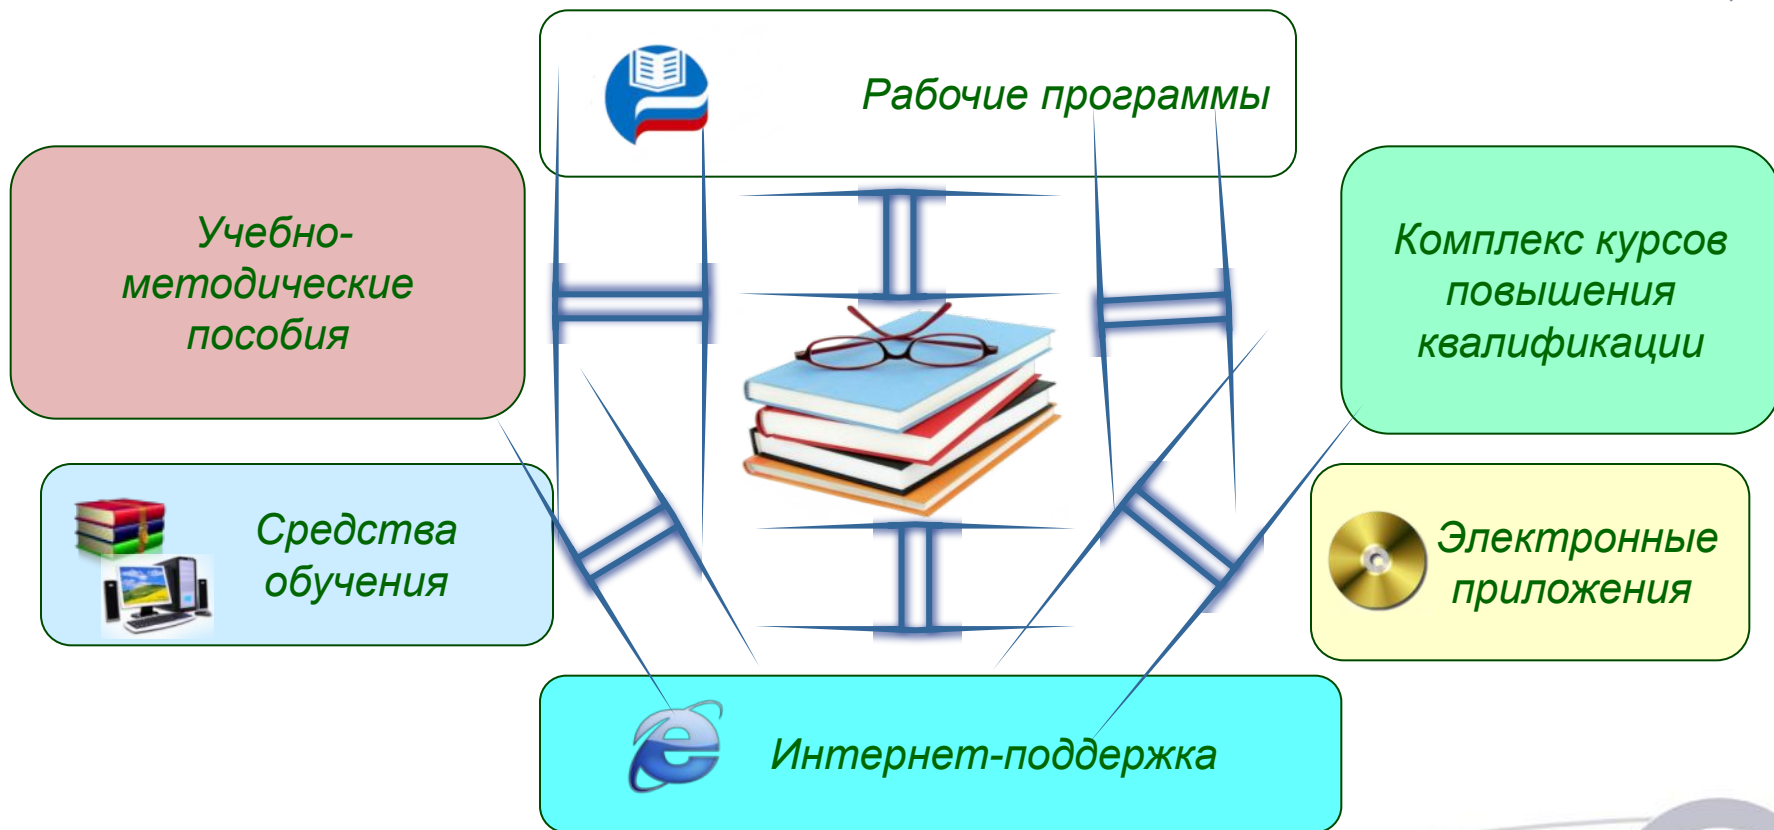 Рабочие программы
Учебно-
методические
пособия
Комплекс курсов
повышения
квалификации
Средства
обучения
Электронные
приложения
Интернет-поддержка